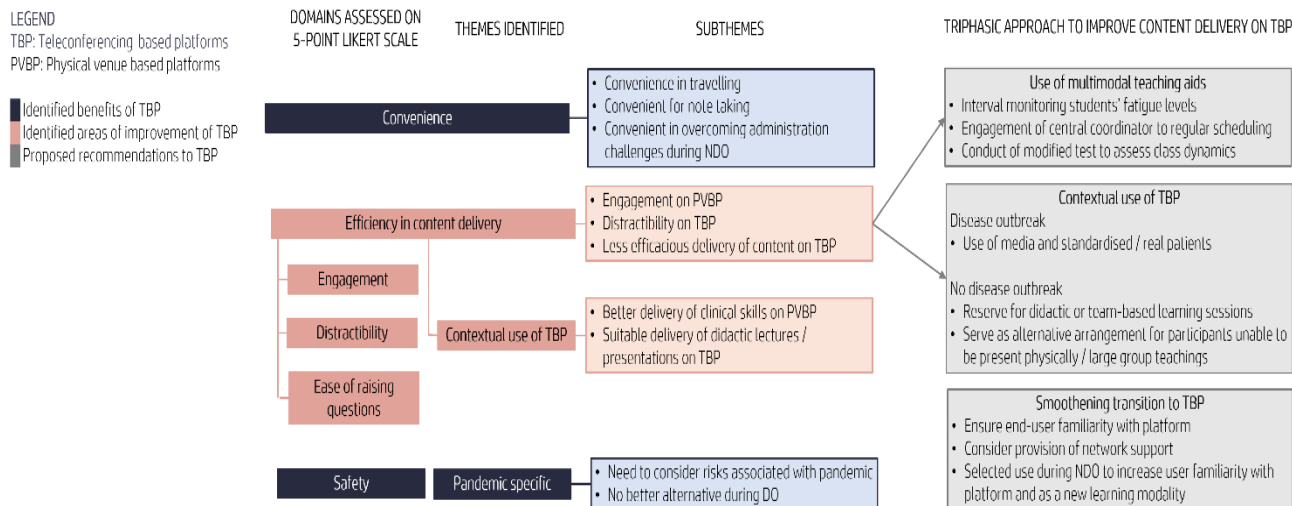 LEGEND
TBP: Teleconferencing based platforms
PVBP: Physical venue based platforms
Identified benefits of TBP
Identified areas of improvement of TBP
Proposed recommendations to TBP
DOMAINS ASSESSED ON
5-POINT LIKERT SCALE
THEMES IDENTIFIED
SUBTHEMES
TRIPHASIC APPROACH TO IMPROVE CONTENT DELIVERY ON TBP
Convenience
• Convenience in travelling
• Convenient for note taking
• Convenient in overcoming administration
challenges during NDO
Efficiency in content delivery
• Engagement on PVBP
• Distractibility on TBP
• Less efficacious delivery of content on TBP
Engagement
Distractibility
Ease of raising
questions
Contextual use of TBP
• Better delivery of clinical skills on PVBP
• Suitable delivery of didactic lectures /
presentations on TBP
Safety
Pandemic specific
• Need to consider risks associated with pandemic
• No better alternative during DO
Use of multimodal teaching aids
• Interval monitoring students' fatigue levels
• Engagement of central coordinator to regular scheduling
• Conduct of modified test to assess class dynamics
Contextual use of TBP
Disease outbreak
• Use of media and standardised / real patients
No disease outbreak
• Reserve for didactic or team-based learning sessions
• Serve as alternative arrangement for participants unable to
be present physically / large group teachings
Smoothening transition to TBP
• Ensure end-user familiarity with platform
• Consider provision of network support
• Selected use during NDO to increase user familiarity with
platform and as a new learning modality